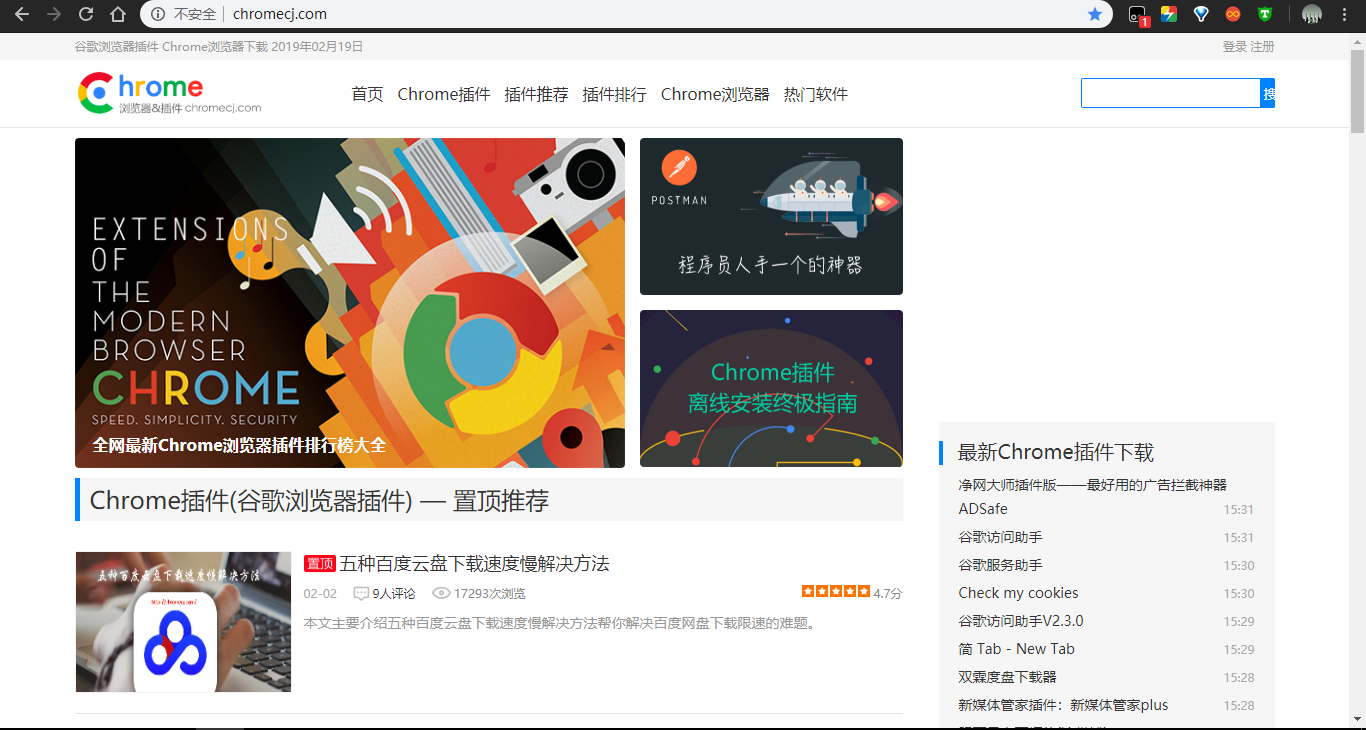 不安全 chromecj.com
1
谷歌浏览器插件 Chrome浏览器下载 2019年02月19日
登录 注册
Chrome
浏览器&插件 chromecj.com
首页 Chrome插件 插件推荐 插件排行 Chrome浏览器 热门软件
搜
EXTENSIONS
OF
THE
MODERN
BROWSER
CHROME
SPEED. SIMPLICITY. SECURITY
全网最新Chrome浏览器插件排行榜大全
POSTMAN
程序员人手一个的神器
Chrome插件
离线安装终极指南
Chrome插件(谷歌浏览器插件) — 置顶推荐
五种百度云盘下载速度慢解决方法
置顶 五种百度云盘下载速度慢解决方法
02-02 9人评论 17293次浏览 4.7分
本文主要介绍五种百度云盘下载速度慢解决方法帮你解决百度网盘下载限速的难题。
最新Chrome插件下载
净网大师插件版——最好用的广告拦截神器
ADSafe 15:31
谷歌访问助手 15:31
谷歌服务助手 15:30
Check my cookies 15:30
谷歌访问助手V2.3.0 15:29
简 Tab - New Tab 15:29
双霖度盘下载器 15:28
新媒体管家插件：新媒体管家plus 15:28